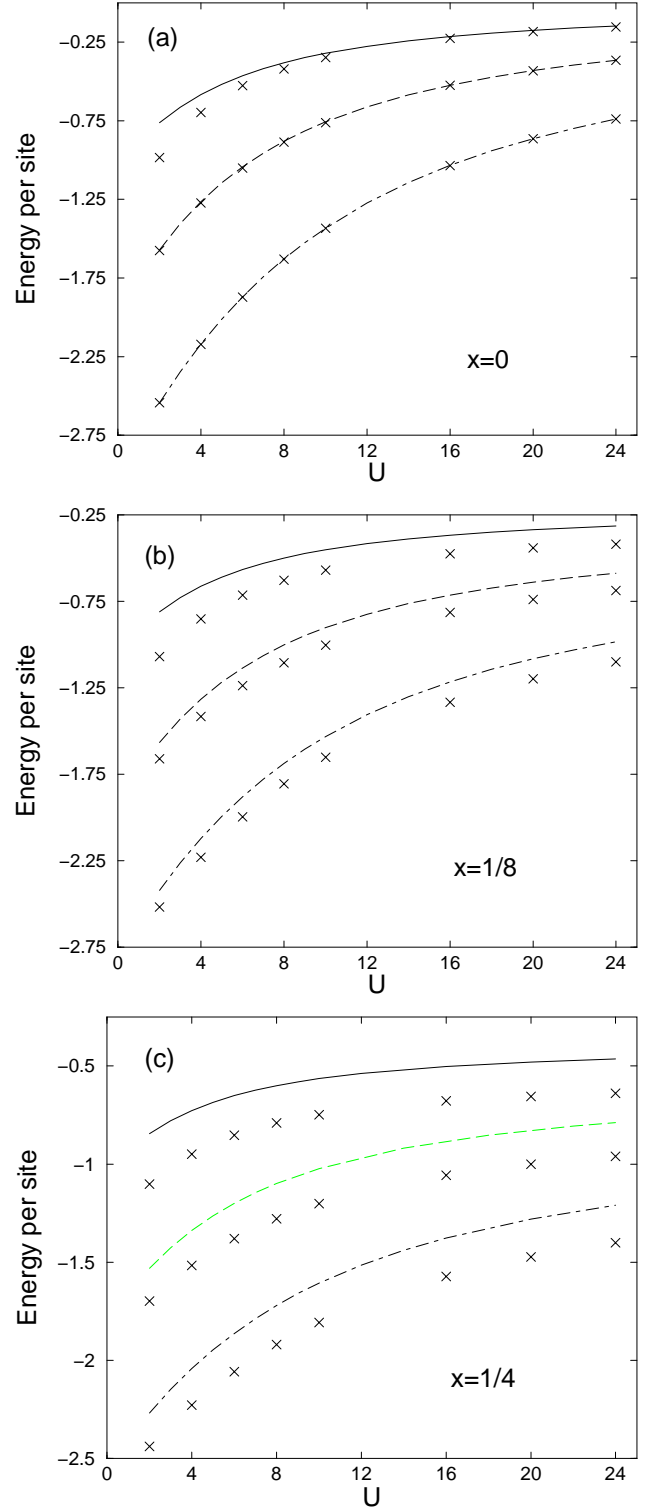 (a)
−0.25
−0.75
−1.25
−1.75
−2.25
−2.75
Energy per site
x=0
0 4 8 12 16 20 24
U
(b)
−0.25
−0.75
−1.25
−1.75
−2.25
−2.75
Energy per site
x=1/8
0 4 8 12 16 20 24
U
(c)
−0.5
−1
−1.5
−2
−2.5
Energy per site
x=1/4
0 4 8 12 16 20 24
U